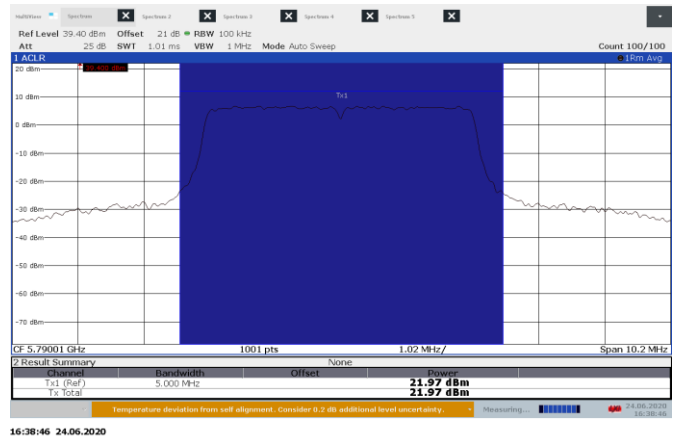 MultiView Spectrum X Spectrum 2 X Spectrum 3 X Spectrum 4 X Spectrum 5 X
Ref Level 39.40 dBm Offset 21 dB RBW 100 kHz
Att 25 dB SWT 1.01 ms VBW 1 MHz Mode Auto Sweep Count 100/100
1 ACLR 1Rm Avg
20 dBm
10 dBm
Tx1
0 dBm
-10 dBm
-20 dBm
-30 dBm
-40 dBm
-50 dBm
-60 dBm
-70 dBm
CF 5.79001 GHz 1001 pts 1.02 MHz/ Span 10.2 MHz
2 Result Summary None
Channel Bandwidth Offset Power
Tx1 (Ref) 5.000 MHz 21.97 dBm
Tx Total 21.97 dBm
Temperature deviation from self alignment. Consider 0.2 dB additional level uncertainty. Measuring... 24.06.2020
16:38:46
16:38:46 24.06.2020